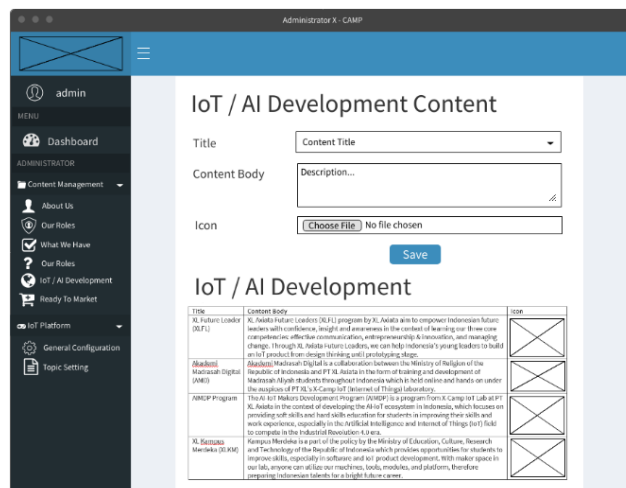 Administrator X - CAMP
admin
MENU
Dashboard
ADMINISTRATOR
Content Management
About Us
Our Roles
What We Have
Our Roles
IoT / AI Development
Ready To Market
IoT Platform
General Configuration
Topic Setting
IoT / AI Development Content
Title
Content Title
Content Body
Description...
Icon
Choose File No file chosen
Save
IoT / AI Development
Title Content Body Icon
XL Future Leader (XLFL)
XL Axiata Future Leaders (XLFL) program by XL Axiata aim to empower Indonesian future
leaders with confidence, insight and awareness in the context of learning our three core
competencies: effective communication, entrepreneurship & innovation, and managing
change. Through XL Axiata Future Leaders, we can help Indonesia's young leaders to build
an IoT product from design thinking until prototyping stage.
Akademi
Madrasah Digital
(AMD)
Akademi Madrasah Digital is a collaboration between the Ministry of Religion of the
Republic of Indonesia and PT XL Axiata in the form of training and development of
Madrasah Aliyah students throughout Indonesia which is held online and hands-on under
the auspices of PT XL's X-Camp IoT (Internet of Things) laboratory.
AIMDP Program
The AI-IoT Makers Development Program (AIMDP) is a program from X-Camp IoT Lab at PT
XL Axiata in the context of developing the AI-IoT ecosystem in Indonesia, which focuses on
providing soft skills and hard skills education for students in improving their skills and
work experience, especially in the Artificial Intelligence and Internet of Things (IoT) field
to compete in the Industrial Revolution 4.0 era.
XL Kampus
Merdeka (XLKM)
Kampus Merdeka is a part of the policy by the Ministry of Education, Culture, Research
and Technology of the Republic of Indonesia which provides opportunities for students to
improve skills, especially in software and IoT product development. With maker space in
our lab, anyone can utilize our machines, tools, modules, and platform, therefore
preparing Indonesian talents for a bright future career.